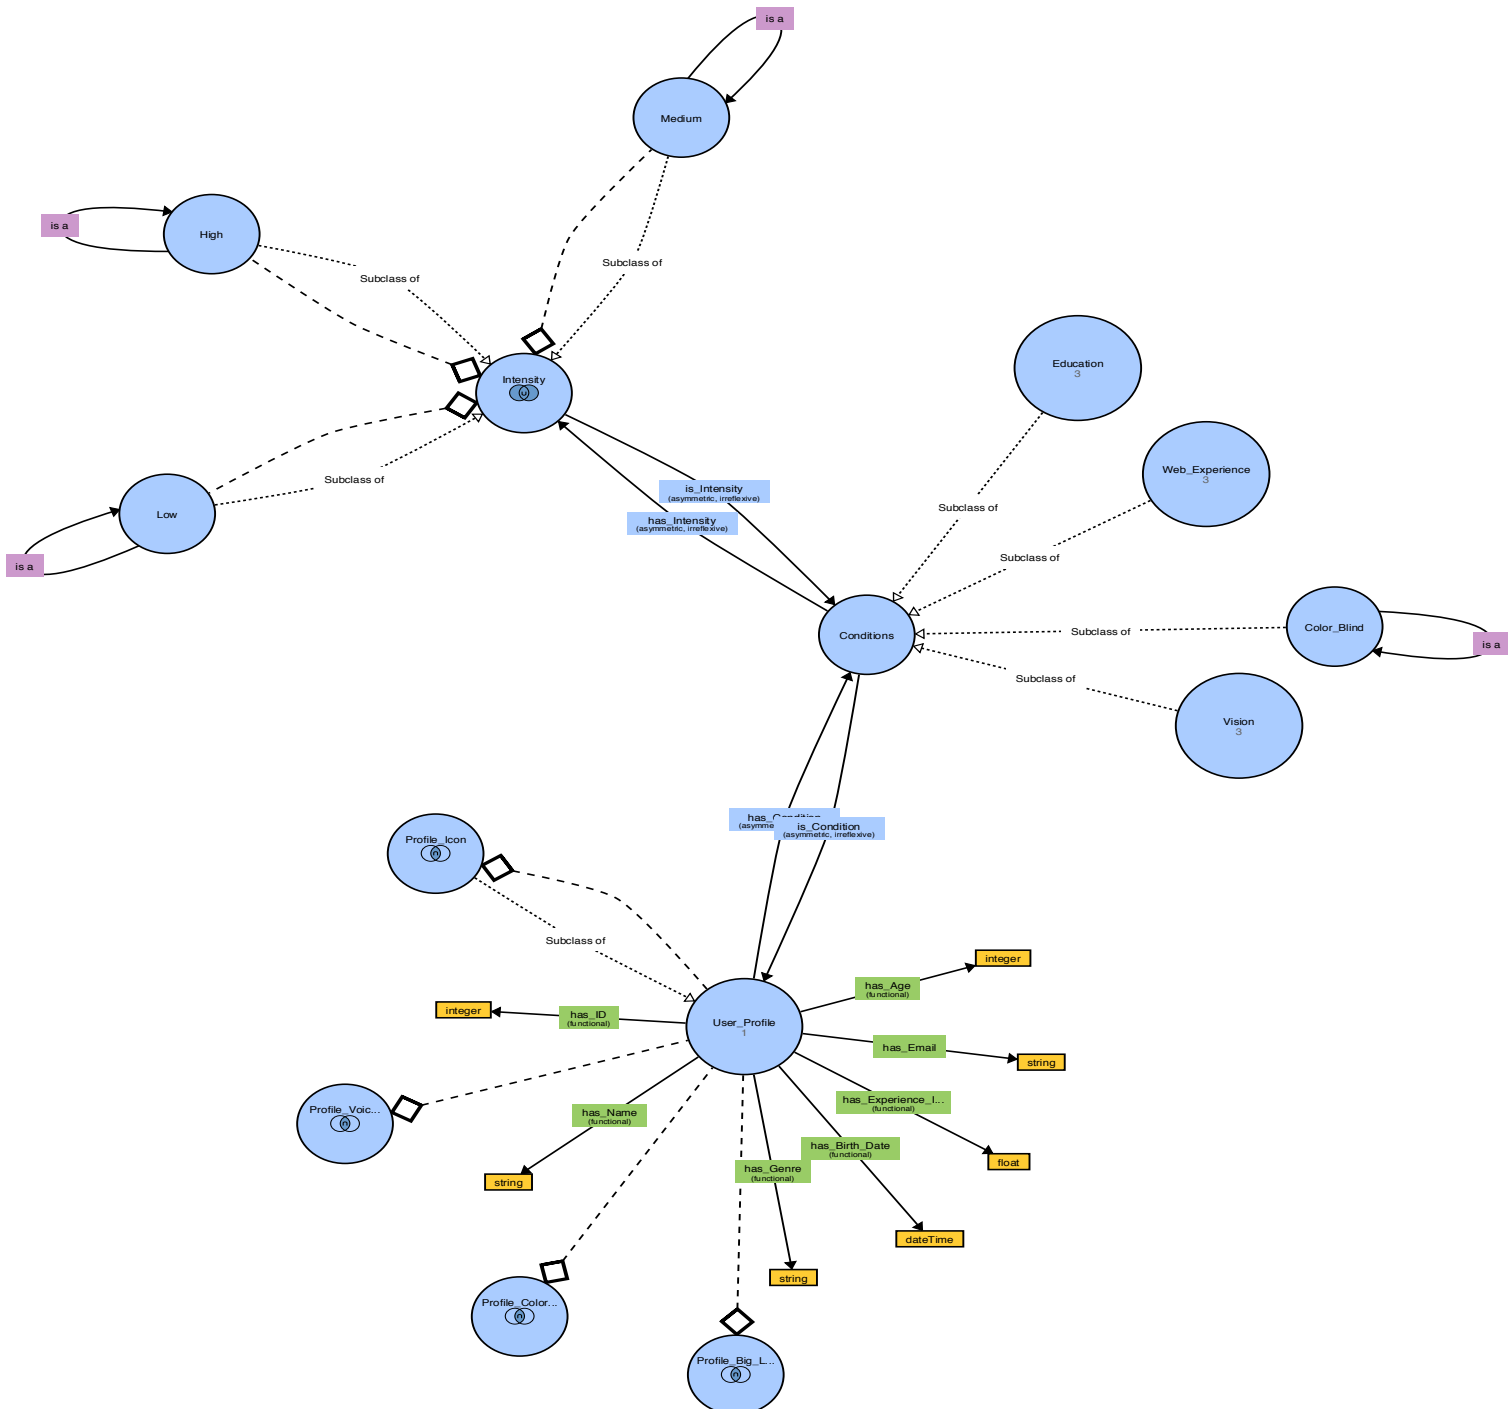 is a
Medium
is a
High
Subclass of
Subclass of
Intensity
Education
3
Web_Experience
3
Subclass of
Low
is_Intensity
(asymmetric, irreflexive)
has_Intensity
(asymmetric, irreflexive)
Subclass of
is a
Subclass of
Conditions
Subclass of
Color_Blind
is a
Subclass of
Vision
3
has_Condition
(asymme
is_Condition
(asymmetric, irreflexive)
Profile_Icon
Subclass of
integer
has_Age
(functional)
integer
has_ID
(functional)
User_Profile
1
has_Email
string
Profile_Voic...
has_Name
(functional)
has_Experience_I...
(functional)
has_Birth_Date
(functional)
has_Genre
(functional)
float
string
dateTime
string
Profile_Color...
Profile_Big_L...